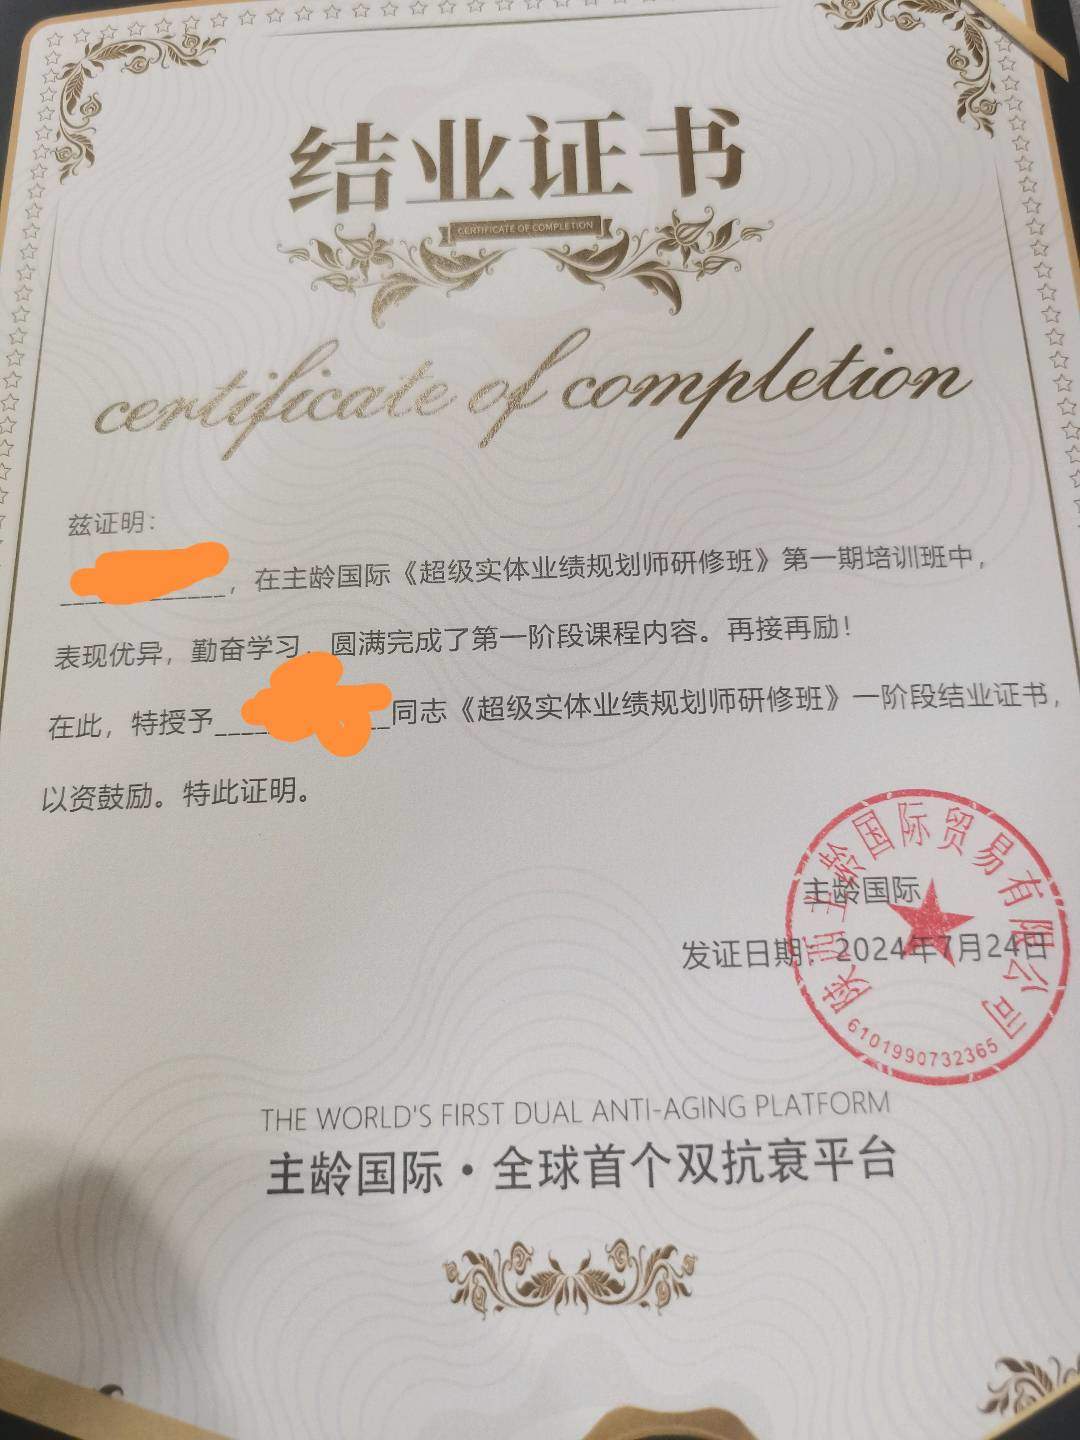 结业证书
CERTIFICATE OF COMPLETION
certificate of completion
兹证明：
，在主龄国际《超级实体业绩规划师研修班》第一期培训班中，
表现优异，勤奋学习，圆满完成了第一阶段课程内容。再接再励！
在此，特授予 同志《超级实体业绩规划师研修班》一阶段结业证书，
以资鼓励。特此证明。
主龄国际
发证日期：2024年7月24日
陕西主龄国际贸易有限公司
6101990732365
THE WORLD'S FIRST DUAL ANTI-AGING PLATFORM
主龄国际·全球首个双抗衰平台